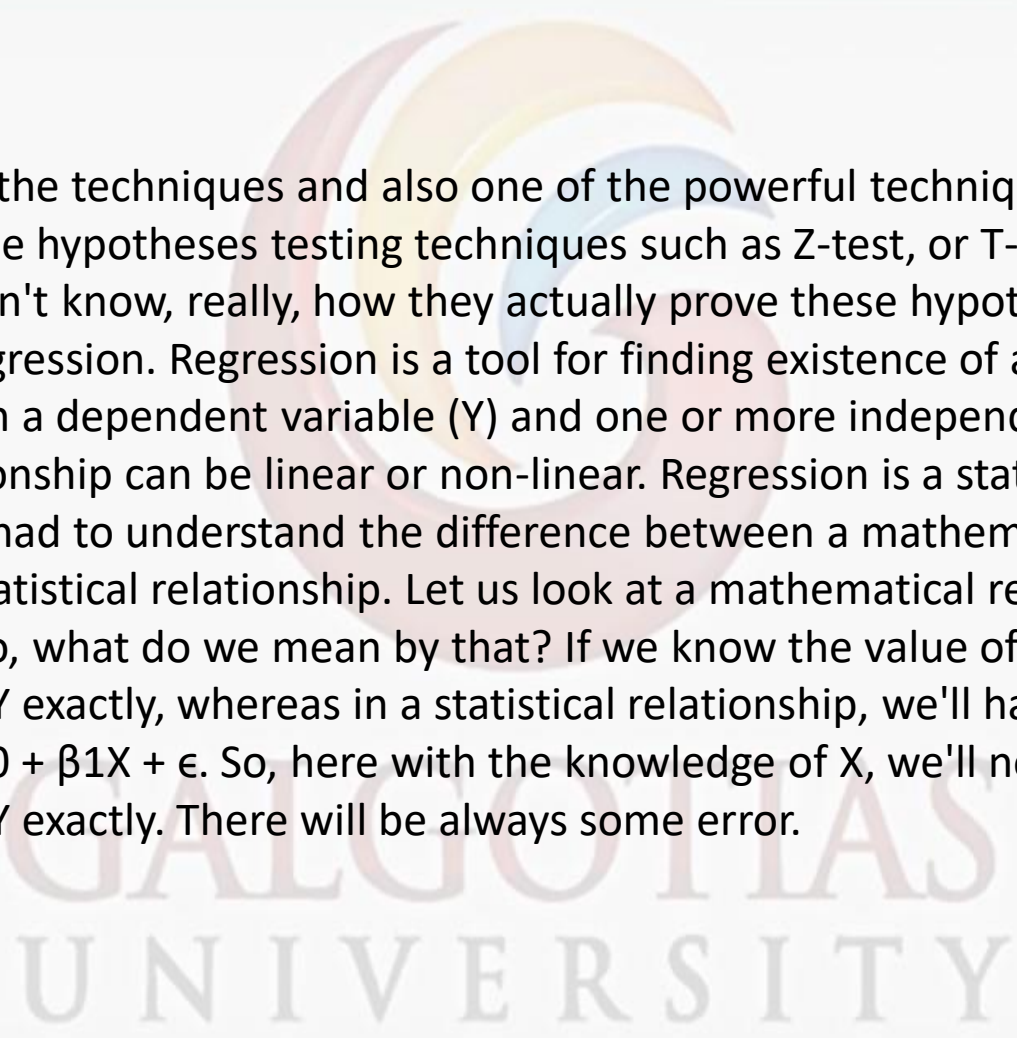 the techniques and also one of the powerful techniq
e hypotheses testing techniques such as Z-test, or T-
n't know, really, how they actually prove these hypot
gression. Regression is a tool for finding existence of a
n a dependent variable (Y) and one or more independ
onship can be linear or non-linear. Regression is a stat
had to understand the difference between a mathem
atistical relationship. Let us look at a mathematical re
o, what do we mean by that? If we know the value of
Y exactly, whereas in a statistical relationship, we'll ha
0 + β1X + ϵ. So, here with the knowledge of X, we'll n
Y exactly. There will be always some error.
GALGOTIAS
UNIVERSITY